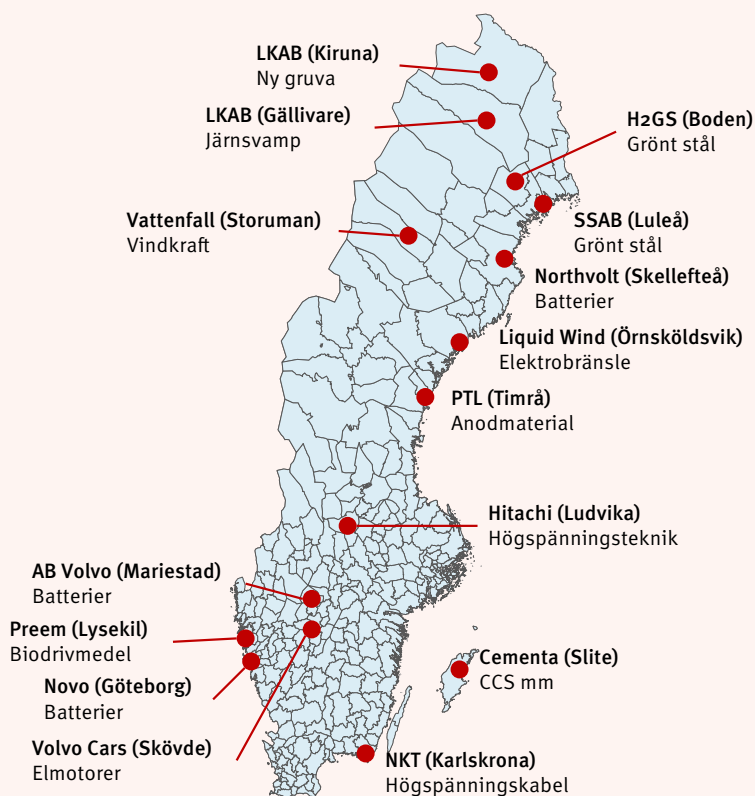 LKAB (Kiruna)
Ny gruva
LKAB (Gällivare)
Järnsvamp
H2GS (Boden)
Grönt stål
Vattenfall (Storuman)
Vindkraft
SSAB (Luleå)
Grönt stål
Northvolt (Skellefteå)
Batterier
Liquid Wind (Örnsköldsvik)
Elektrobränsle
PTL (Timrå)
Anodmaterial
Hitachi (Ludvika)
Högspänningsteknik
AB Volvo (Mariestad)
Batterier
Preem (Lysekil)
Biodrivmedel
Cementa (Slite)
CCS mm
Novo (Göteborg)
Batterier
Volvo Cars (Skövde)
Elmotorer
NKT (Karlskrona)
Högspänningskabel